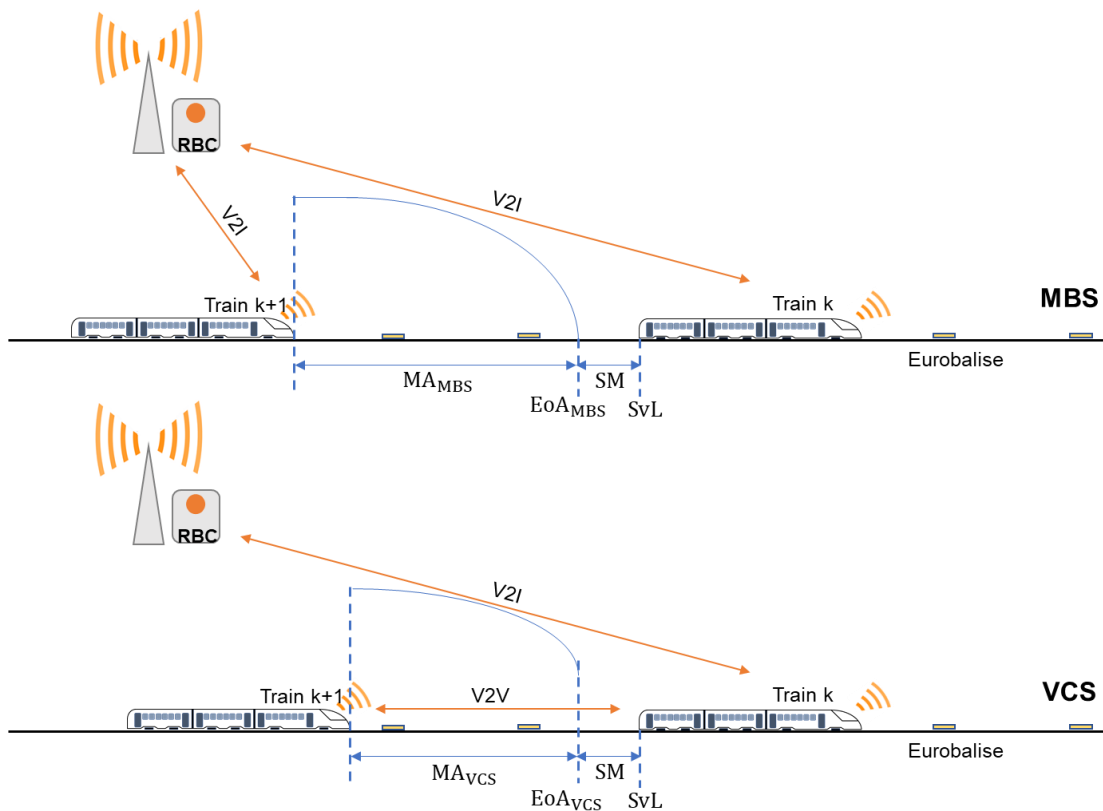 RBC
V2I
V2I
Train k+1
Train k
MBS
Eurobalise
MA_MBS
SM
EoA_MBS
SvL
RBC
V2I
Train k+1
V2V
Train k
VCS
Eurobalise
MA_VCS
SM
EoA_VCS
SvL